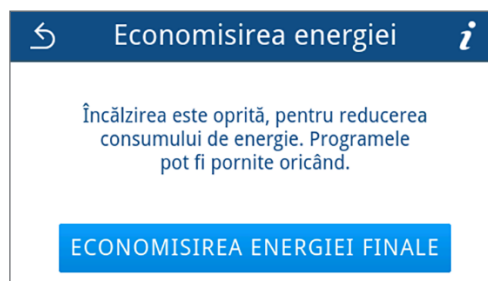 Economisirea energiei i
Încălzirea este oprită, pentru reducerea
consumului de energie. Programele
pot fi pornite oricând.
ECONOMISIREA ENERGIEI FINALE